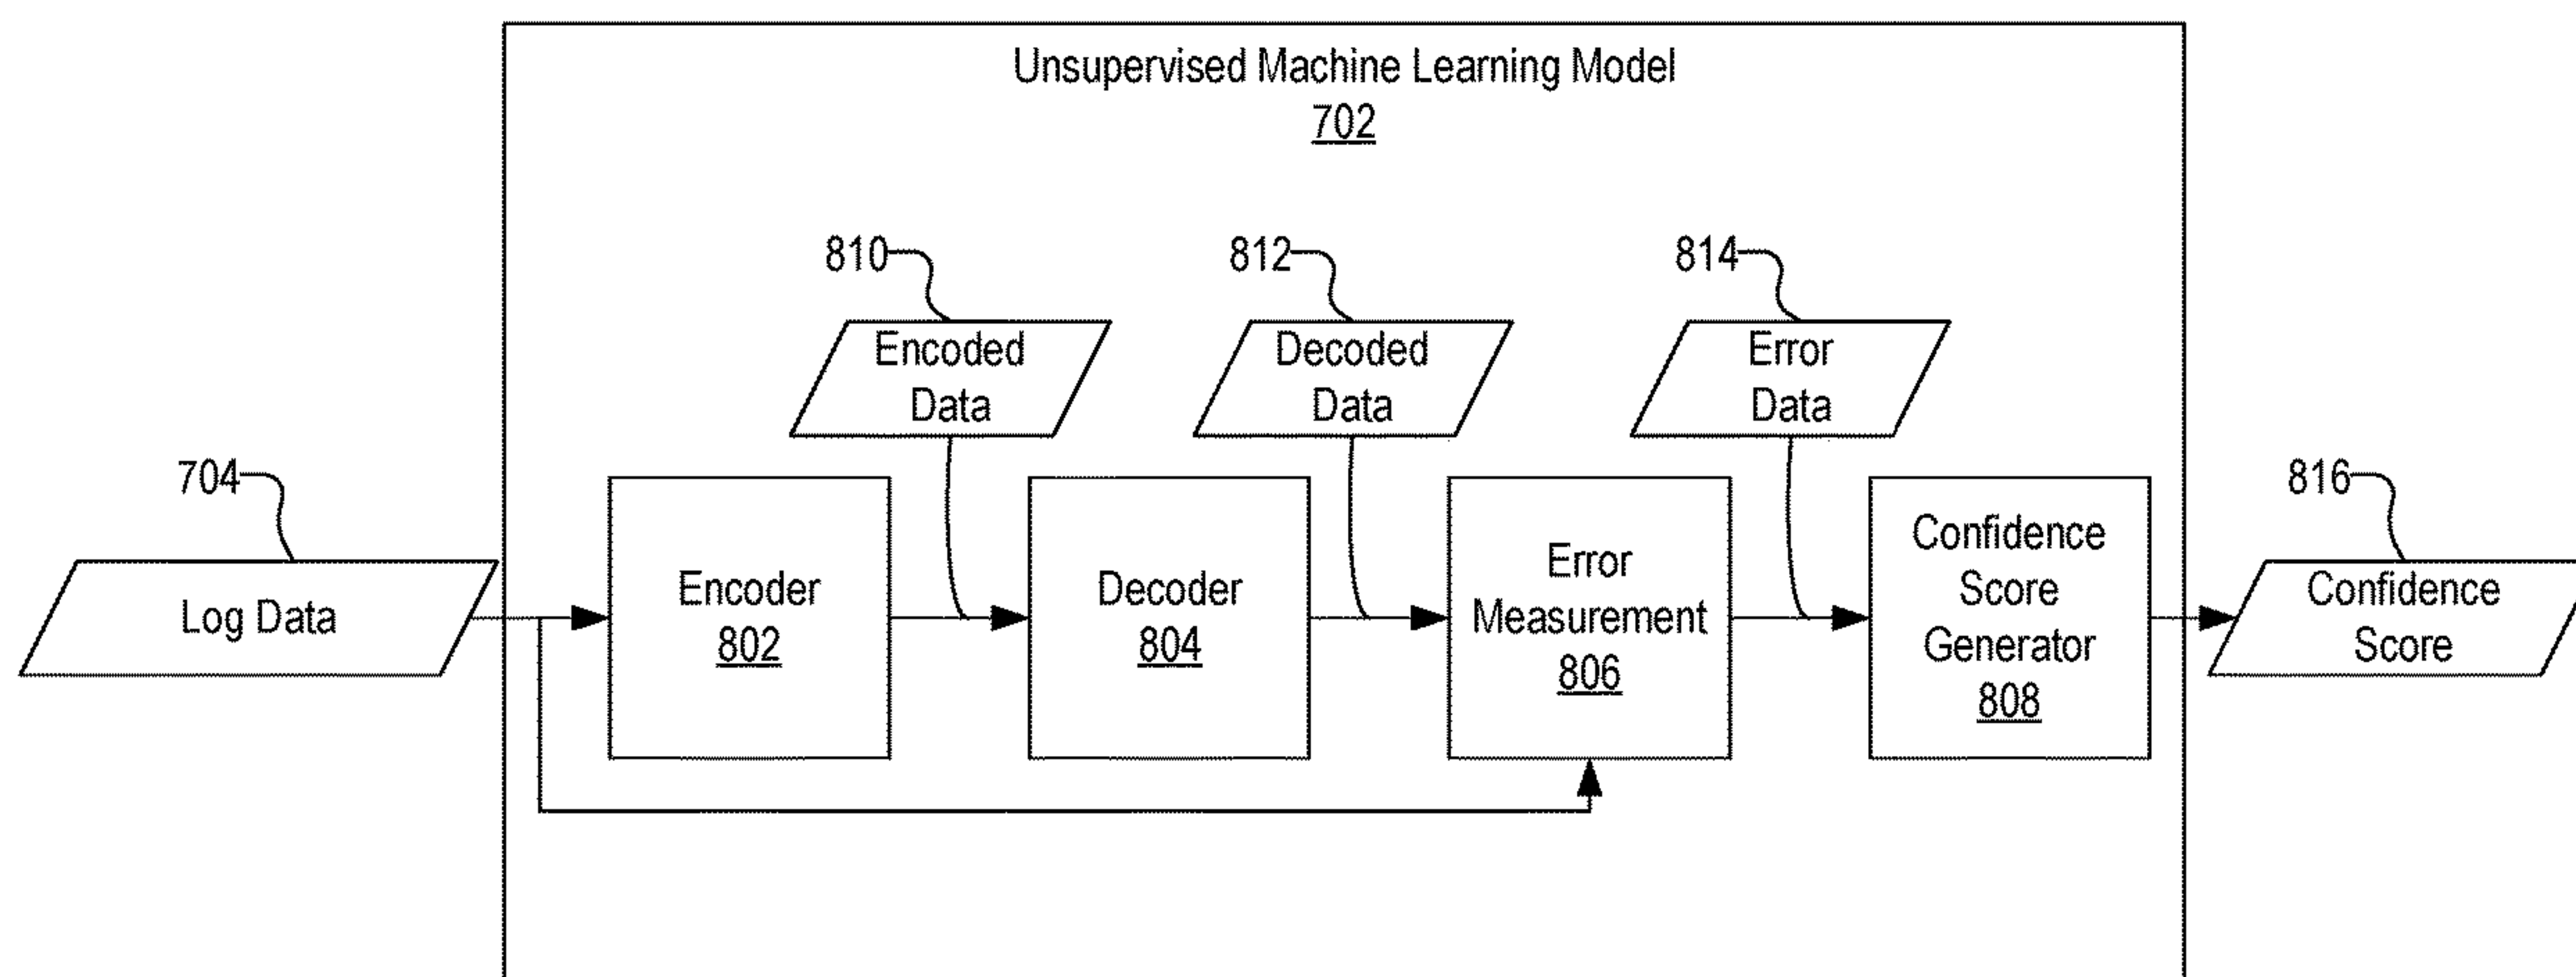 Unsupervised Machine Learning Model
702
810
812
814
Encoded
Data
Decoded
Data
Error
Data
704
816
Log Data
Encoder
802
Decoder
804
Error
Measurement
806
Confidence
Score
Generator
808
Confidence
Score